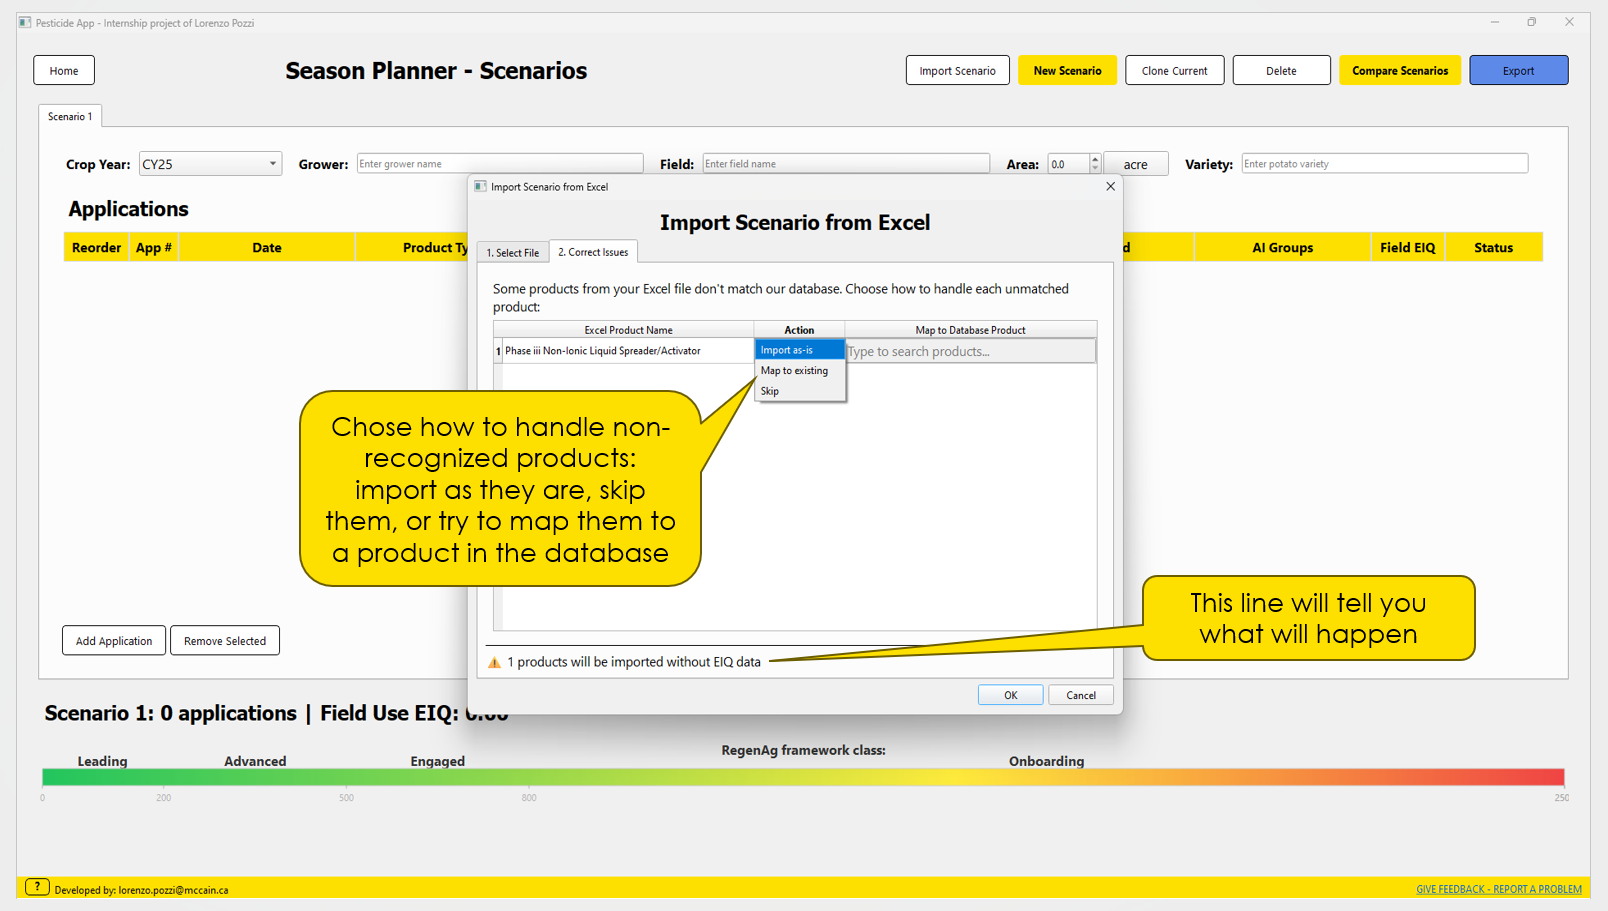 Pesticide App - Internship project of Lorenzo Pozzi
Home
Season Planner - Scenarios
Import Scenario
New Scenario
Clone Current
Delete
Compare Scenarios
Export
Scenario 1
Crop Year:
CY25
Grower:
Enter grower name
Field:
Enter field name
Area:
0.0
acre
Variety:
Enter potato variety
Applications
Reorder
App #
Date
Product Ty
d
AI Groups
Field EIQ
Status
Import Scenario from Excel
Import Scenario from Excel
1. Select File
2. Correct Issues
Some products from your Excel file don't match our database. Choose how to handle each unmatched
product:
Excel Product Name
Action
Map to Database Product
1
Phase iii Non-Ionic Liquid Spreader/Activator
Import as-is
Map to existing
Skip
Type to search products...
Chose how to handle non-
recognized products:
import as they are, skip
them, or try to map them to
a product in the database
This line will tell you
what will happen
1 products will be imported without EIQ data
OK
Cancel
Add Application
Remove Selected
Scenario 1: 0 applications | Field Use EIQ: 0.00
RegenAg framework class:
Leading
Advanced
Engaged
Onboarding
0
200
500
800
250
?
Developed by: lorenzo.pozzi@mccain.ca
GIVE FEEDBACK - REPORT A PROBLEM